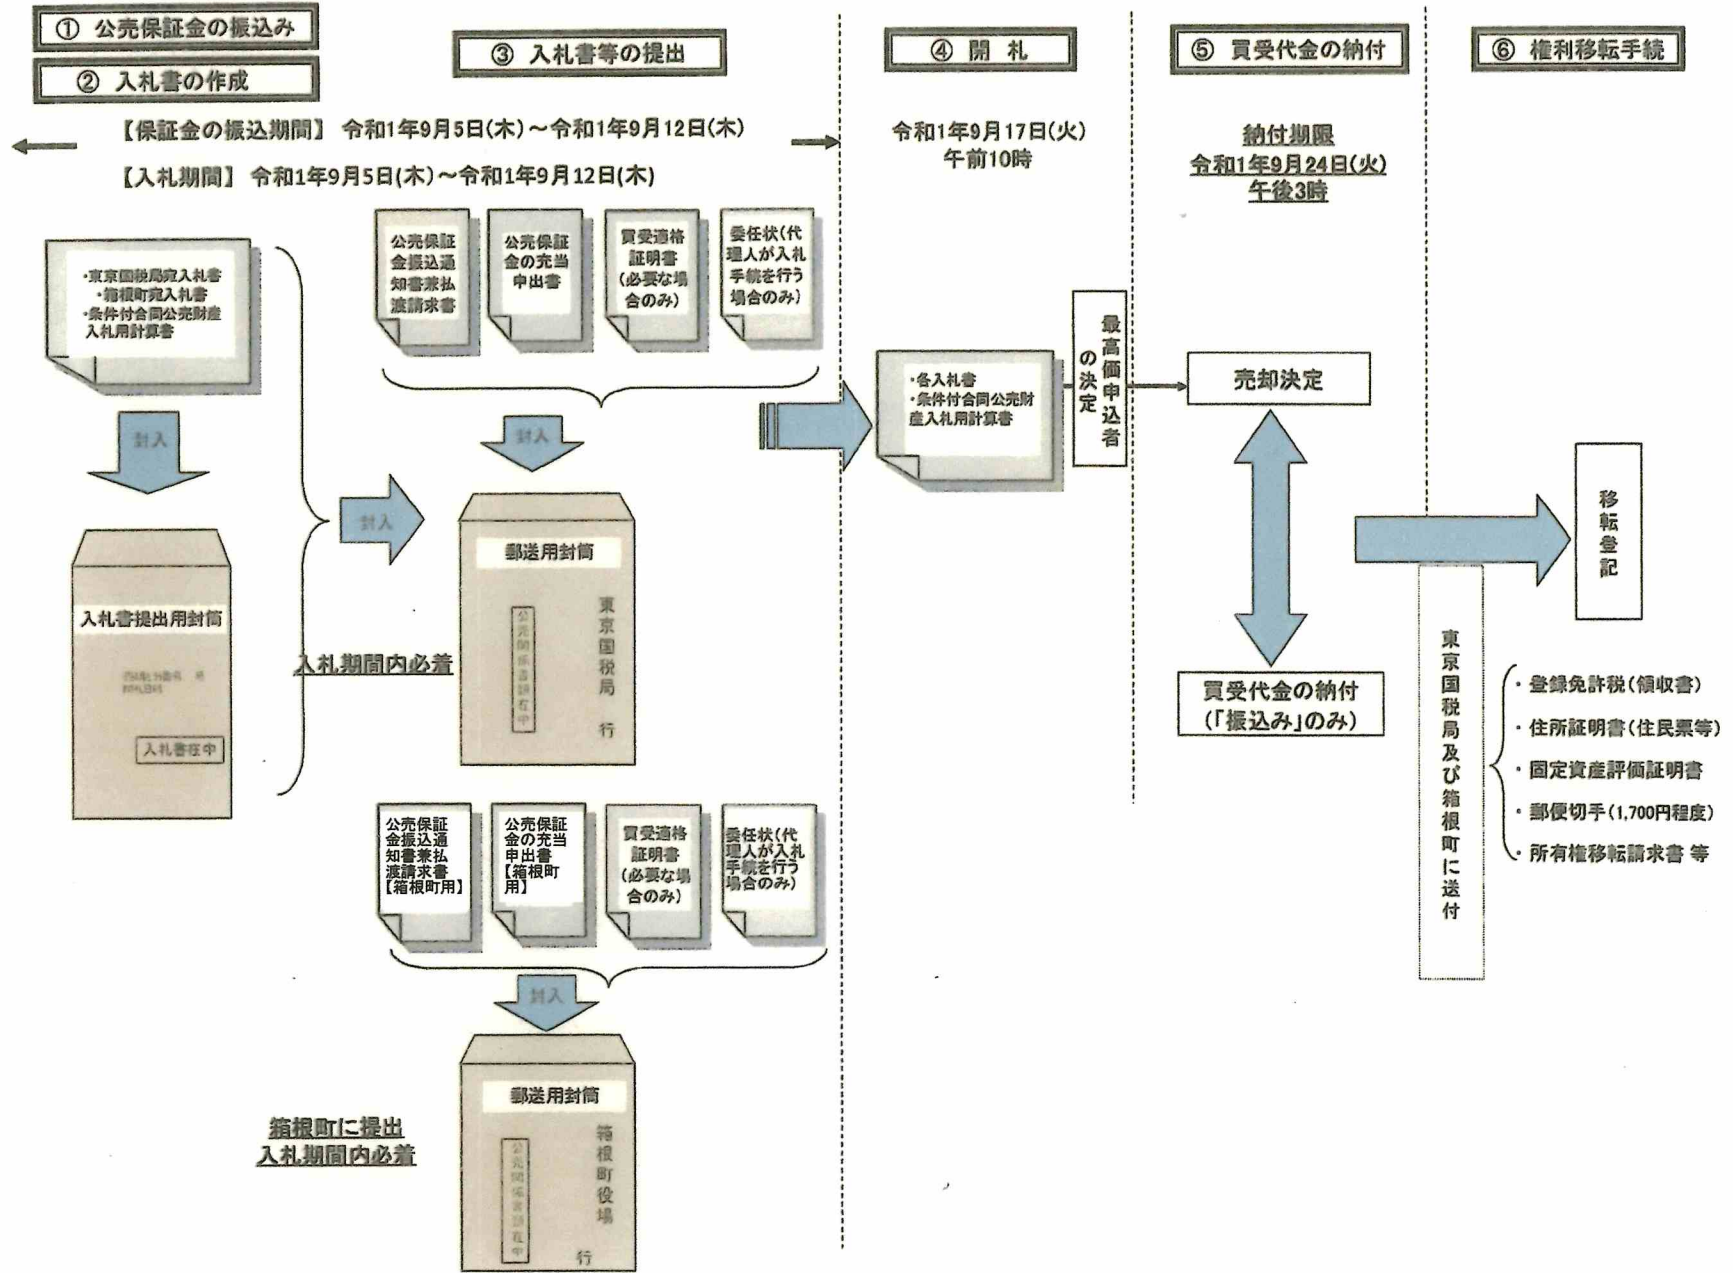 ① 公売保証金の振込み
② 入札書の作成
③ 入札書等の提出
④ 開 札
⑤ 買受代金の納付
⑥ 権利移転手続
【保証金の振込期間】 令和1年9月5日(木)～令和1年9月12日(木)
【入札期間】 令和1年9月5日(木)～令和1年9月12日(木)
令和1年9月17日(火)
午前10時
納付期限
令和1年9月24日(火)
午後3時
・東京国税局宛入札書
・箱根町宛入札書
・条件付合同公売財産
入札用計算書
封入
入札書提出用封筒
入札書在中
封入
公売保証
金振込通
知書兼払
渡請求書
公売保証
金の充当
申出書
買受適格
証明書
(必要な場
合のみ)
委任状(代
理人が入札
手続を行う
場合のみ)
封入
郵送用封筒
東京国税局 行
公売関係書類在中
入札期間内必着
公売保証
金振込通
知書兼払
渡請求書
【箱根町用】
公売保証
金の充当
申出書
【箱根町
用】
買受適格
証明書
(必要な場
合のみ)
委任状(代
理人が入札
手続を行う
場合のみ)
封入
郵送用封筒
箱根町役場 行
公売関係書類在中
箱根町に提出
入札期間内必着
・各入札書
・条件付合同公売財
産入札用計算書
最高価申込者
の決定
売却決定
買受代金の納付
(「振込み」のみ)
移転登記
東京国税局及び箱根町に送付
・登録免許税(領収書)
・住所証明書(住民票等)
・固定資産評価証明書
・郵便切手(1,700円程度)
・所有権移転請求書 等